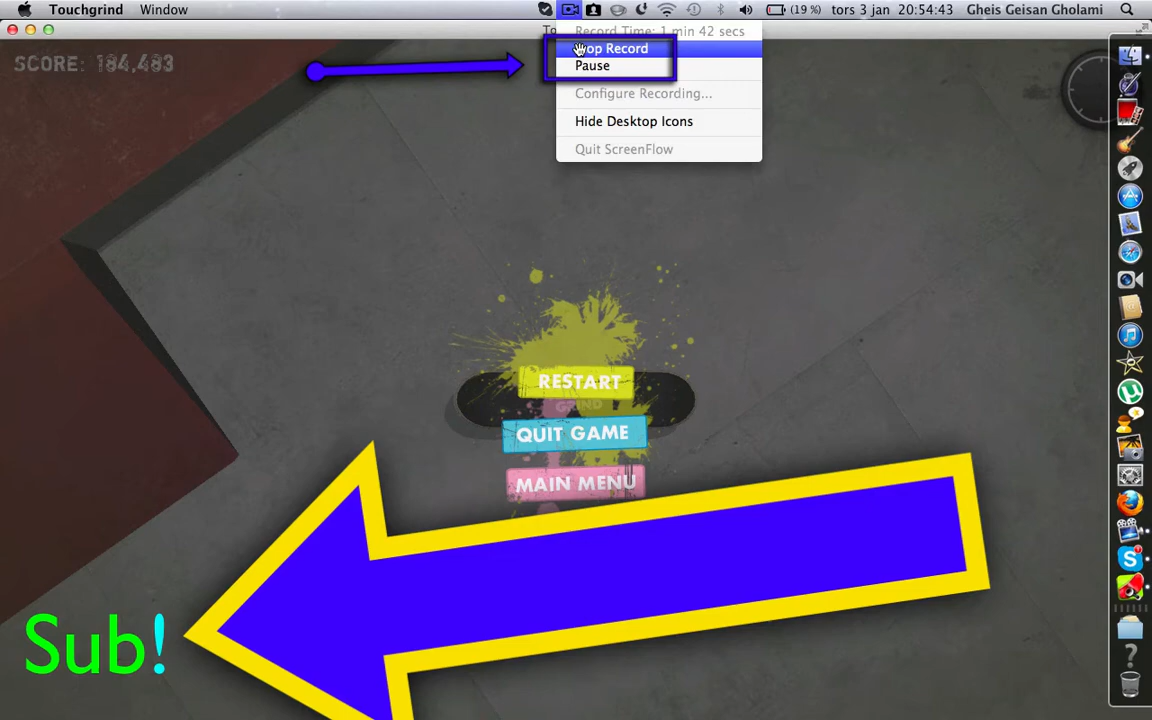 Touchgrind Window (19 %) tors 3 jan 20:54:43 Gheis Geisan Gholami
Record Time: 1 min 42 secs
SCORE: 184,483
op Record
Pause
Configure Recording...
Hide Desktop Icons
Quit ScreenFlow
RESTART
QUIT GAME
MAIN MENU
Sub!